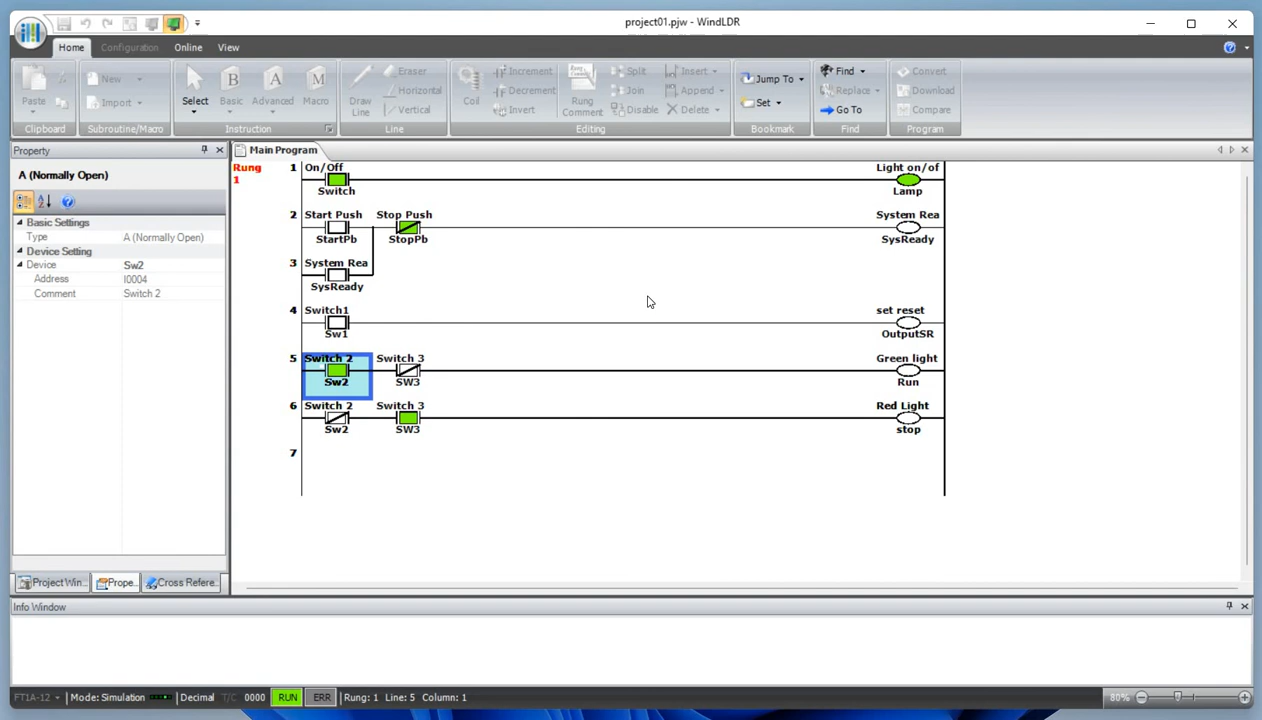 project01.pjw - WindLDR
Home
Configuration
Online
View
Paste
New
Import
Select
B
Basic
A
Advanced
M
Macro
Draw
Line
Eraser
Horizontal
Vertical
Coil
Increment
Decrement
Invert
Rung
Comment
Split
Join
Disable
Insert
Append
Delete
Jump To
Set
Find
Replace
Go To
Convert
Download
Compare
Clipboard
Subroutine/Macro
Instruction
Line
Editing
Bookmark
Find
Program
Property
A (Normally Open)
Basic Settings
Type A (Normally Open)
Device Setting
Device Sw2
Address I0004
Comment Switch 2
Project Win...
Prope...
Cross Refere...
Main Program
Rung
1
1 On/Off Light on/of
Switch Lamp
2 Start Push Stop Push System Rea
StartPb StopPb SysReady
3 System Rea
SysReady
4 Switch1 set reset
Sw1 OutputSR
5 Switch 2 Switch 3 Green light
Sw2 SW3 Run
6 Switch 2 Switch 3 Red Light
Sw2 SW3 stop
7
Info Window
FT1A-12 Mode: Simulation Decimal T/C 0000 RUN ERR Rung: 1 Line: 5 Column: 1 80%